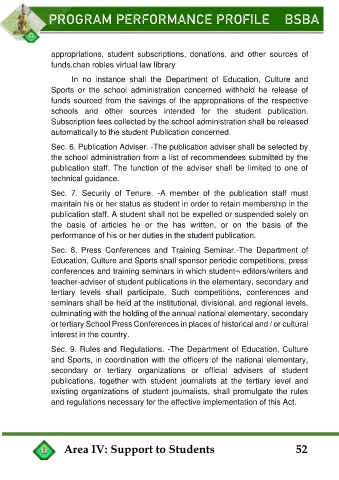 PROGRAM PERFORMANCE PROFILE BSBA
appropriations, student subscriptions, donations, and other sources of
funds.chan robles virtual law library
In no instance shall the Department of Education, Culture and
Sports or the school administration concerned withhold he release of
funds sourced from the savings of the appropriations of the respective
schools and other sources intended for the student publication.
Subscription fees collected by the school administration shall be released
automatically to the student Publication concerned.
Sec. 6. Publication Adviser. -The publication adviser shall be selected by
the school administration from a list of recommendees submitted by the
publication staff. The function of the adviser shall be limited to one of
technical guidance.
Sec. 7. Security of Tenure. -A member of the publication staff must
maintain his or her status as student in order to retain membership in the
publication staff. A student shall not be expelled or suspended solely on
the basis of articles he or the has written, or on the basis of the
performance of his or her duties in the student publication.
Sec. 8. Press Conferences and Training Seminar.-The Department of
Education, Culture and Sports shall sponsor periodic competitions, press
conferences and training seminars in which student¬ editors/writers and
teacher-adviser of student publications in the elementary, secondary and
tertiary levels shall participate. Such competitions, conferences and
seminars shall be held at the institutional, divisional, and regional levels,
culminating with the holding of the annual national elementary, secondary
or tertiary School Press Conferences in places of historical and / or cultural
interest in the country.
Sec. 9. Rules and Regulations. -The Department of Education, Culture
and Sports, in coordination with the officers of the national elementary,
secondary or tertiary organizations or official advisers of student
publications, together with student journalists at the tertiary level and
existing organizations of student journalists, shall promulgate the rules
and regulations necessary for the effective implementation of this Act.
Area IV: Support to Students 52